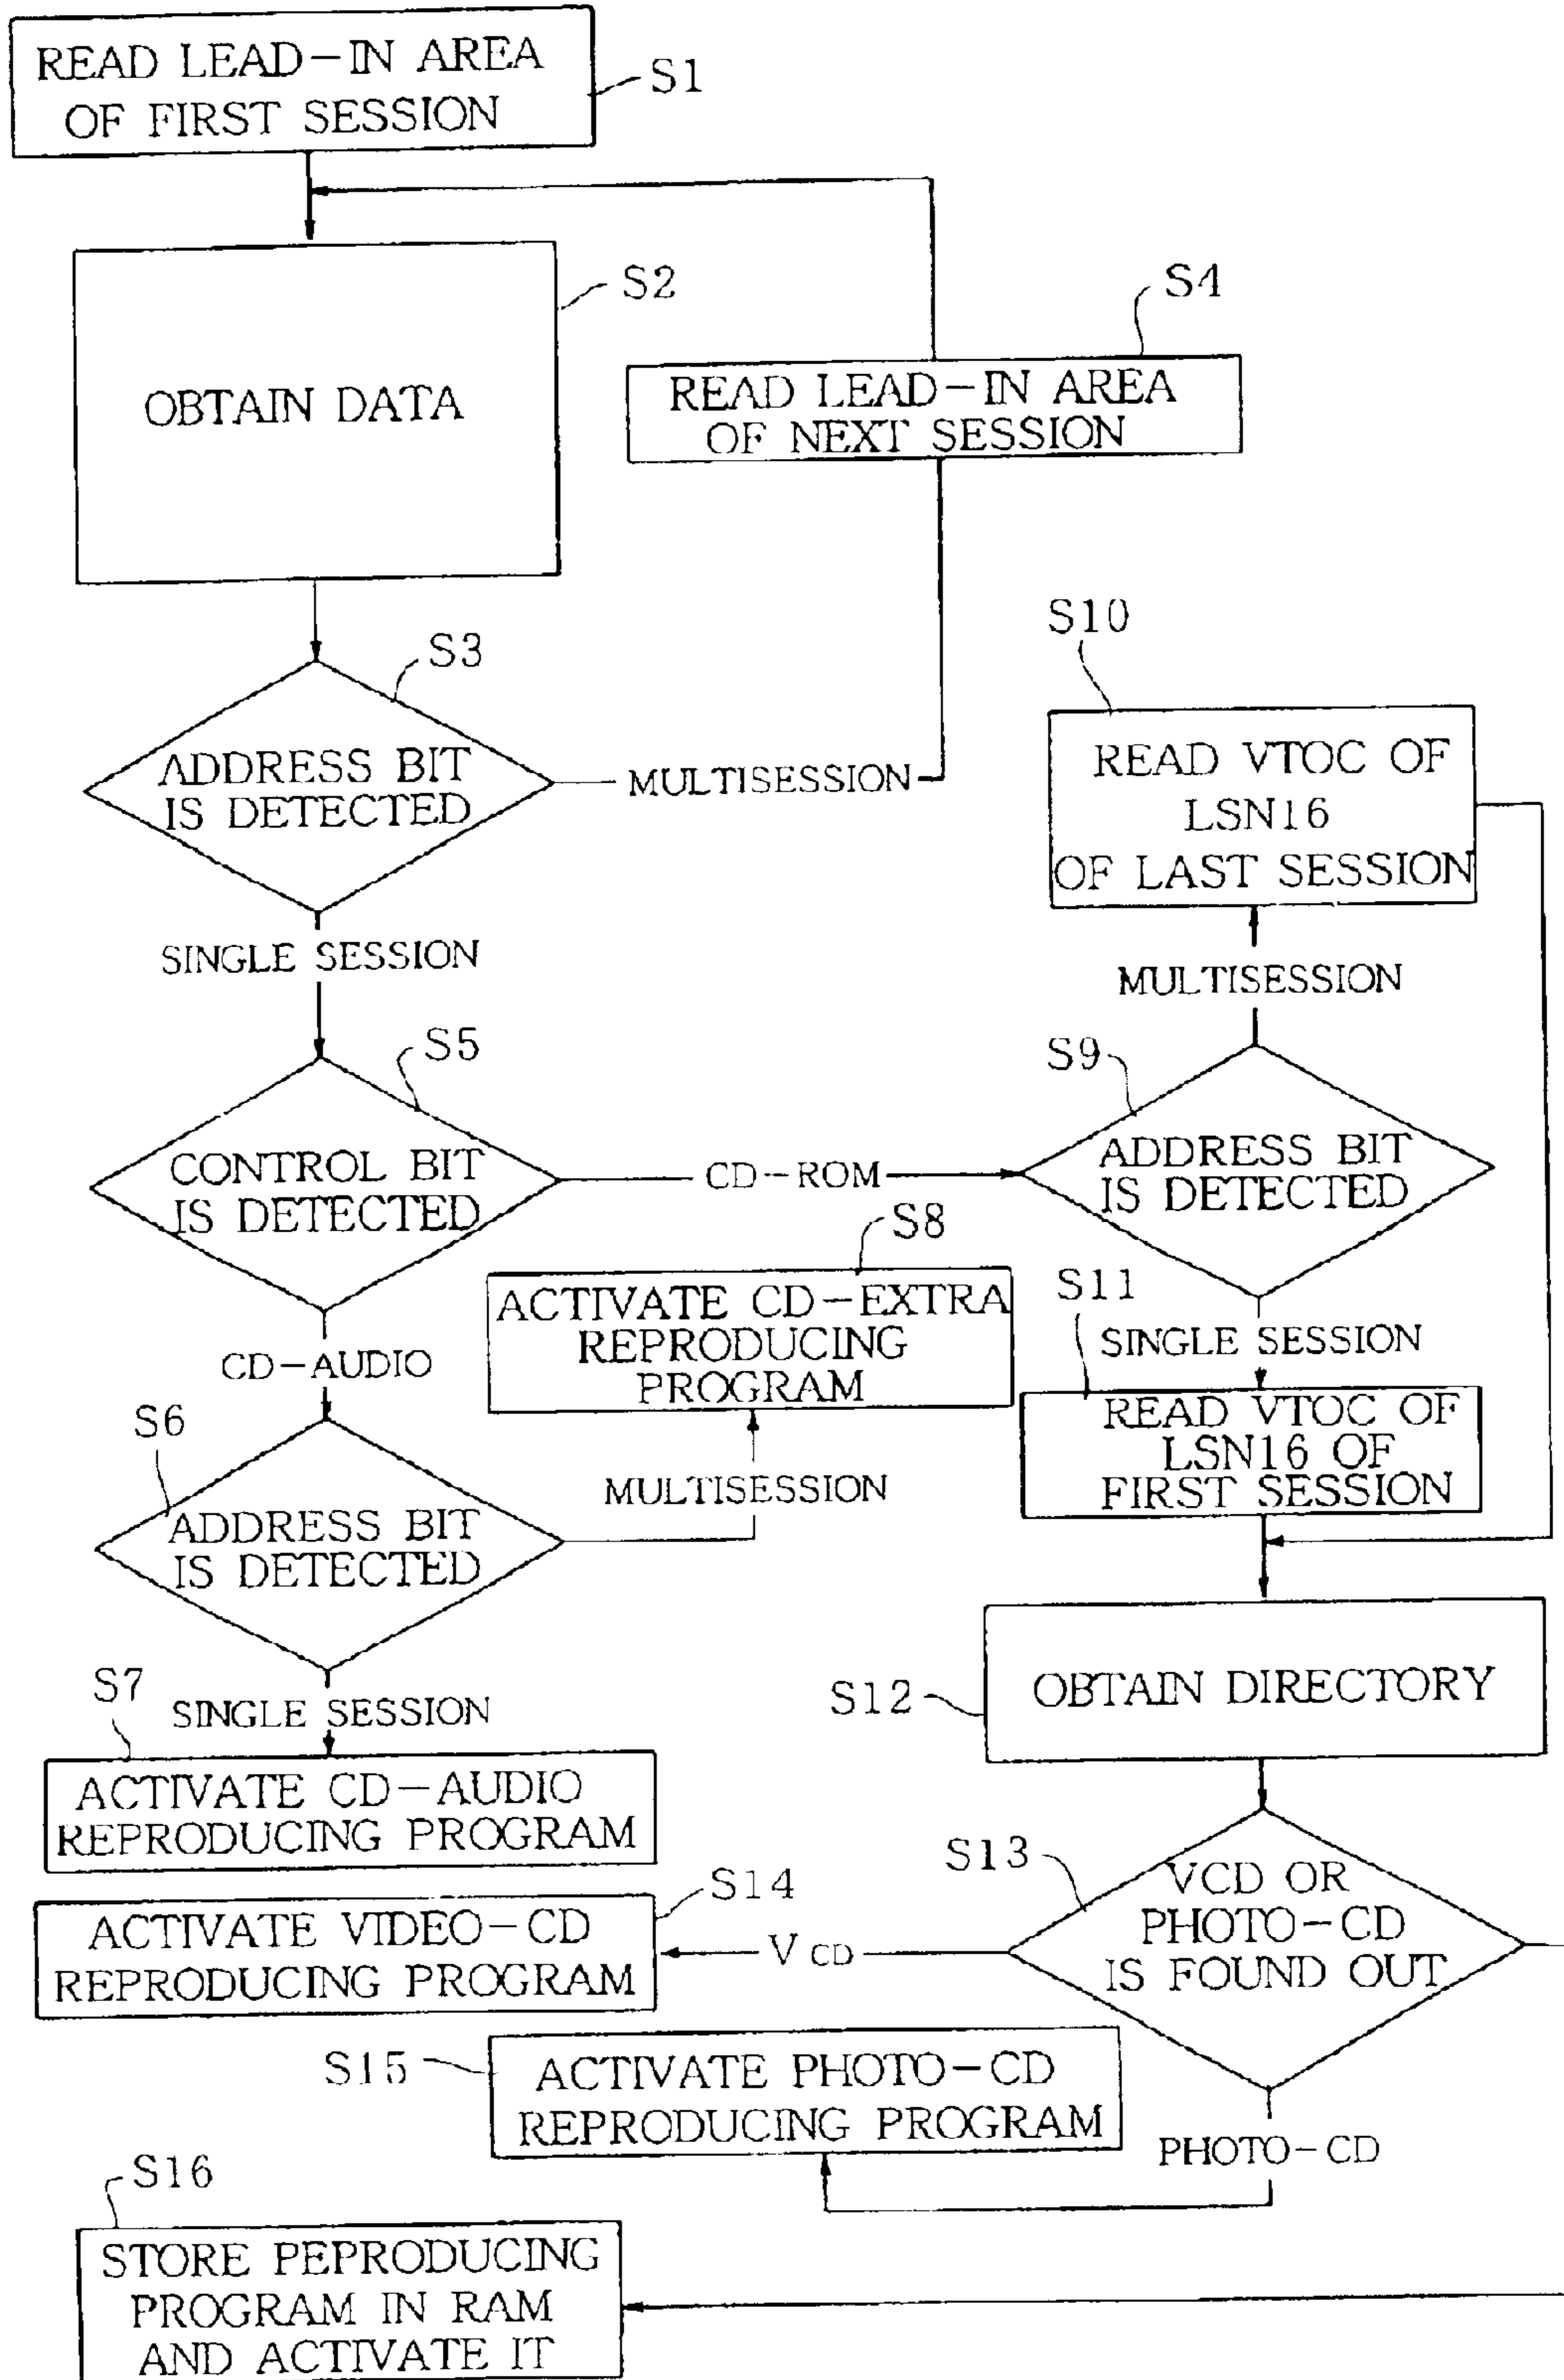 READ LEAD-IN AREA
OF FIRST SESSION
S1
OBTAIN DATA
S2
S4
READ LEAD-IN AREA
OF NEXT SESSION
S3
ADDRESS BIT
IS DETECTED
MULTISESSION
SINGLE SESSION
S10
READ VTOC OF
LSN16
OF LAST SESSION
MULTISESSION
S5
CONTROL BIT
IS DETECTED
CD-ROM
S9
ADDRESS BIT
IS DETECTED
S8
ACTIVATE CD-EXTRA
REPRODUCING
PROGRAM
CD-AUDIO
S11
SINGLE SESSION
READ VTOC OF
LSN16 OF
FIRST SESSION
S6
ADDRESS BIT
IS DETECTED
MULTISESSION
SINGLE SESSION
S7
ACTIVATE CD-AUDIO
REPRODUCING PROGRAM
S12
OBTAIN DIRECTORY
S13
VCD OR
PHOTO-CD
IS FOUND OUT
S14
ACTIVATE VIDEO-CD
REPRODUCING PROGRAM
VCD
S15
ACTIVATE PHOTO-CD
REPRODUCING PROGRAM
PHOTO-CD
S16
STORE PEPRODUCING
PROGRAM IN RAM
AND ACTIVATE IT